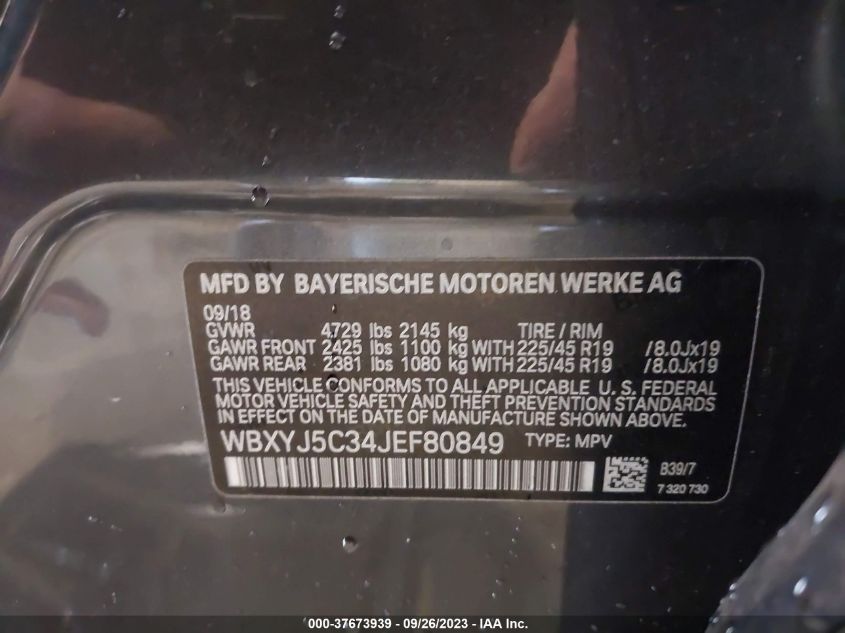 MFD BY BAYERISCHE MOTOREN WERKE AG
09/18
GVWR 4729 lbs 2145 kg TIRE / RIM
GAWR FRONT 2425 lbs 1100 kg WITH 225/45 R19 /8.0Jx19
GAWR REAR 2381 lbs 1080 kg WITH 225/45 R19 /8.0Jx19
THIS VEHICLE CONFORMS TO ALL APPLICABLE U. S. FEDERAL
MOTOR VEHICLE SAFETY AND THEFT PREVENTION STANDARDS
IN EFFECT ON THE DATE OF MANUFACTURE SHOWN ABOVE.
WBXYJ5C34JEF80849 TYPE: MPV
B39/7
7 320 730
000-37673939 - 09/26/2023 - © IAA Holdings, LLC.